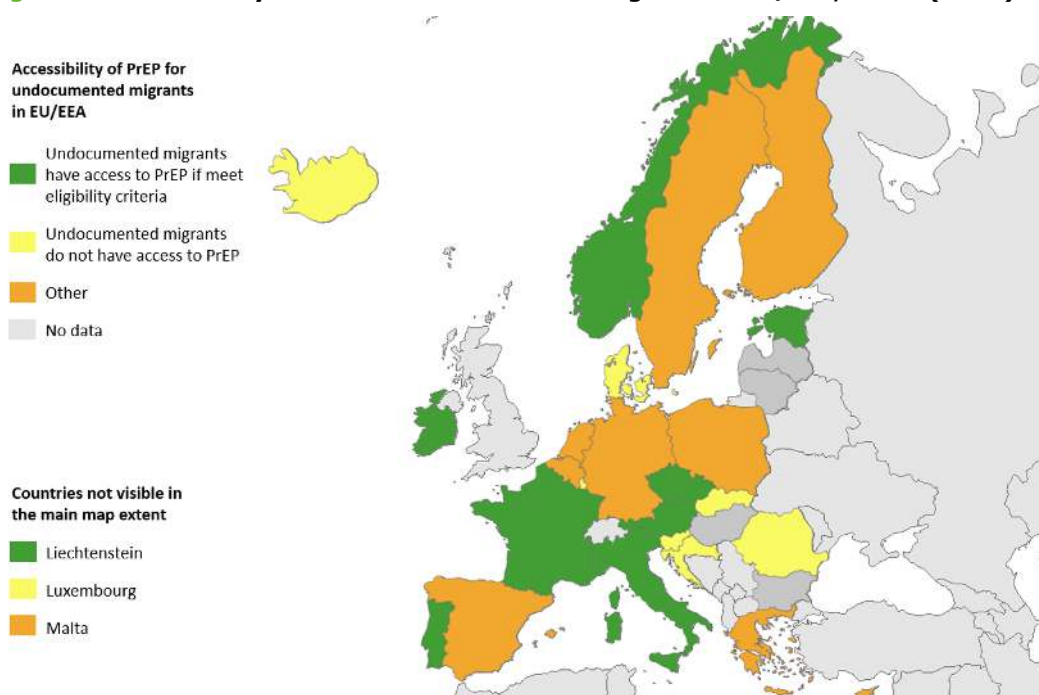 Accessibility of PrEP for
undocumented migrants
in EU/EEA
Undocumented migrants
have access to PrEP if meet
eligibility criteria
Undocumented migrants
do not have access to PrEP
Other
No data
Countries not visible in
the main map extent
Liechtenstein
Luxembourg
Malta